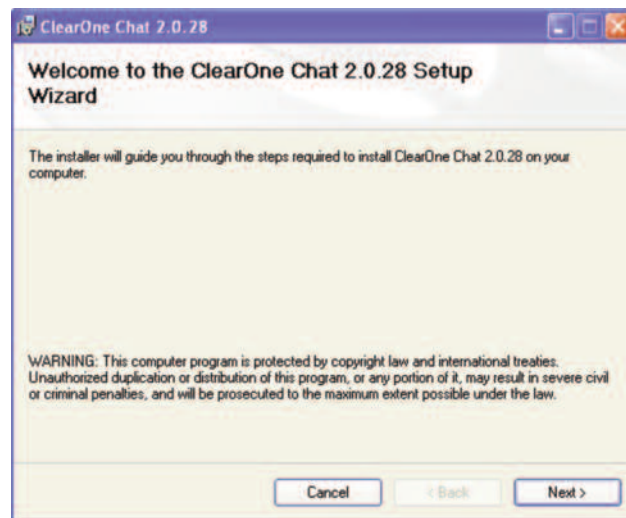 ClearOne Chat 2.0.28
Welcome to the ClearOne Chat 2.0.28 Setup
Wizard
The installer will guide you through the steps required to install ClearOne Chat 2.0.28 on your
computer.
WARNING: This computer program is protected by copyright law and international treaties.
Unauthorized duplication or distribution of this program, or any portion of it, may result in severe civil
or criminal penalties, and will be prosecuted to the maximum extent possible under the law.
Cancel < Back Next >